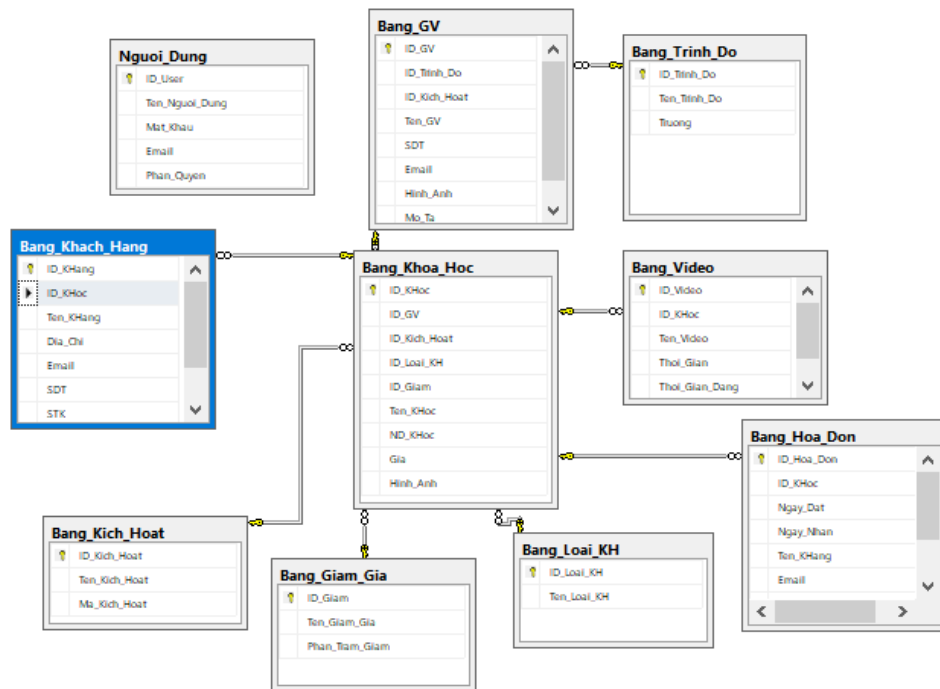 Nguoi_Dung
ID_User
Ten_Nguoi_Dung
Mat_Khau
Email
Phan_Quyen
Bang_GV
ID_GV
ID_Trinh_Do
ID_Kich_Hoat
Ten_GV
SDT
Email
Hinh_Anh
Mo_Ta
Bang_Trinh_Do
ID_Trinh_Do
Ten_Trinh_Do
Truong
Bang_Khach_Hang
ID_KHang
ID_KHoc
Ten_KHang
Dia_Chi
Email
SDT
STK
Bang_Khoa_Hoc
ID_KHoc
ID_GV
ID_Kich_Hoat
ID_Loai_KH
ID_Giam
Ten_KHoc
ND_KHoc
Gia
Hinh_Anh
Bang_Video
ID_Video
ID_KHoc
Ten_Video
Thoi_Gian
Thoi_Gian_Dang
Bang_Hoa_Don
ID_Hoa_Don
ID_KHoc
Ngay_Dat
Ngay_Nhan
Ten_KHang
Email
Bang_Kich_Hoat
ID_Kich_Hoat
Ten_Kich_Hoat
Ma_Kich_Hoat
Bang_Giam_Gia
ID_Giam
Ten_Giam_Gia
Phan_Tram_Giam
Bang_Loai_KH
ID_Loai_KH
Ten_Loai_KH